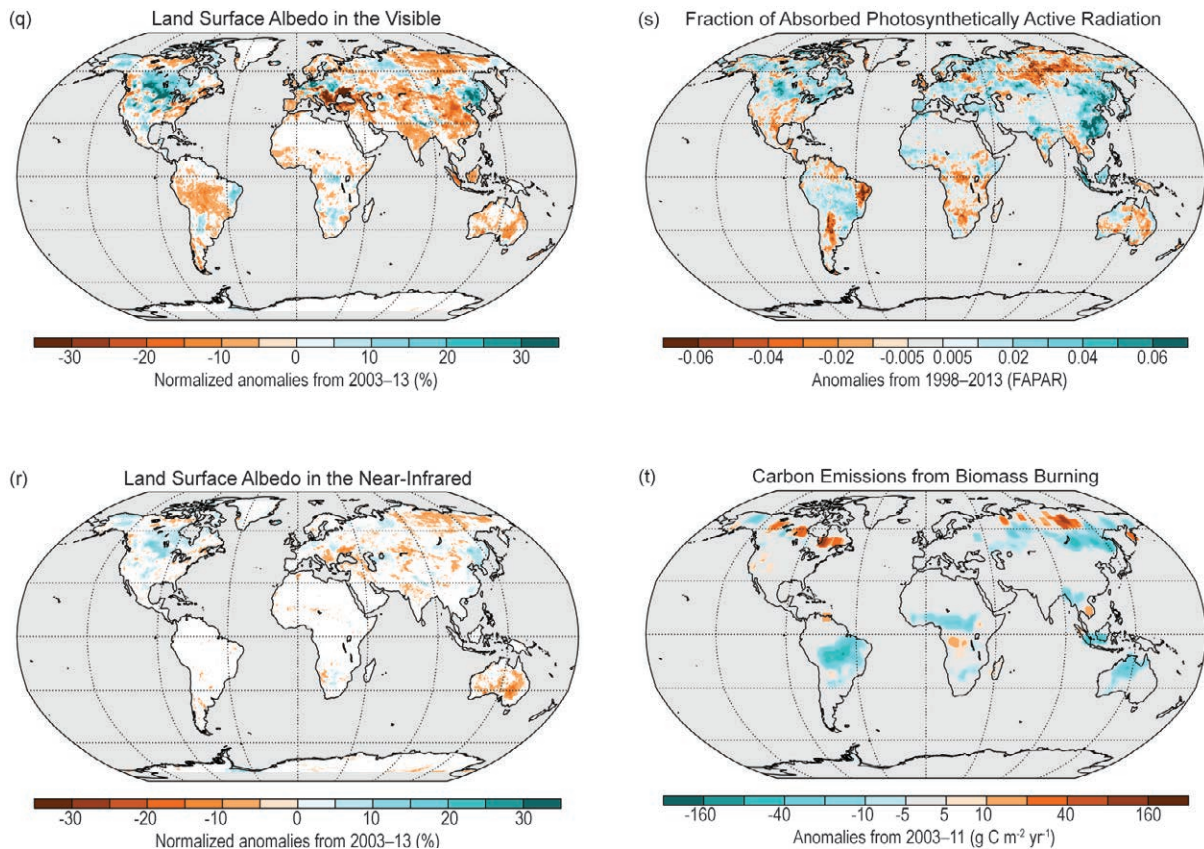 (q) Land Surface Albedo in the Visible
-30 -20 -10 0 10 20 30
Normalized anomalies from 2003–13 (%)
(s) Fraction of Absorbed Photosynthetically Active Radiation
-0.06 -0.04 -0.02 -0.005 0.005 0.02 0.04 0.06
Anomalies from 1998–2013 (FAPAR)
(r) Land Surface Albedo in the Near-Infrared
-30 -20 -10 0 10 20 30
Normalized anomalies from 2003–13 (%)
(t) Carbon Emissions from Biomass Burning
-160 -40 -10 -5 5 10 40 160
Anomalies from 2003–11 (g C m⁻² yr⁻¹)